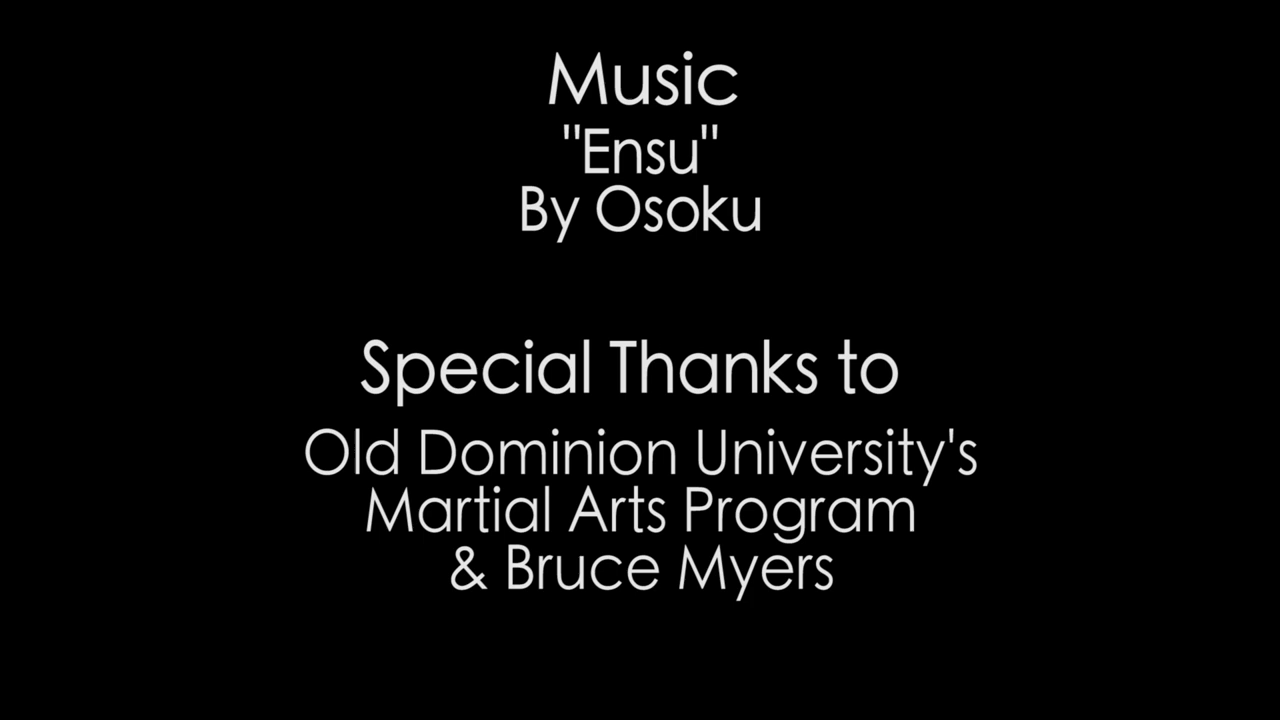 Music
"Ensu"
By Osoku
Special Thanks to
Old Dominion University's
Martial Arts Program
& Bruce Myers